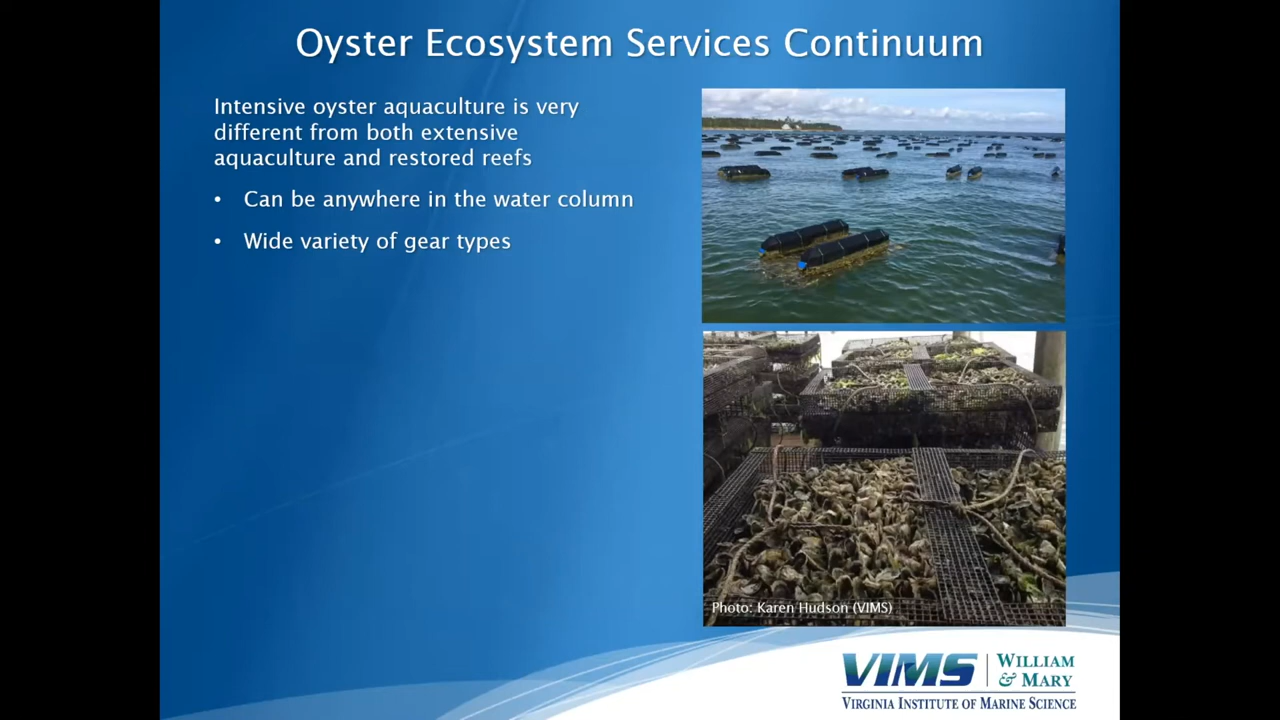 Oyster Ecosystem Services Continuum
Intensive oyster aquaculture is very
different from both extensive
aquaculture and restored reefs
• Can be anywhere in the water column
• Wide variety of gear types
Photo: Karen Hudson (VIMS)
VIMS
WILLIAM
& MARY
VIRGINIA INSTITUTE OF MARINE SCIENCE